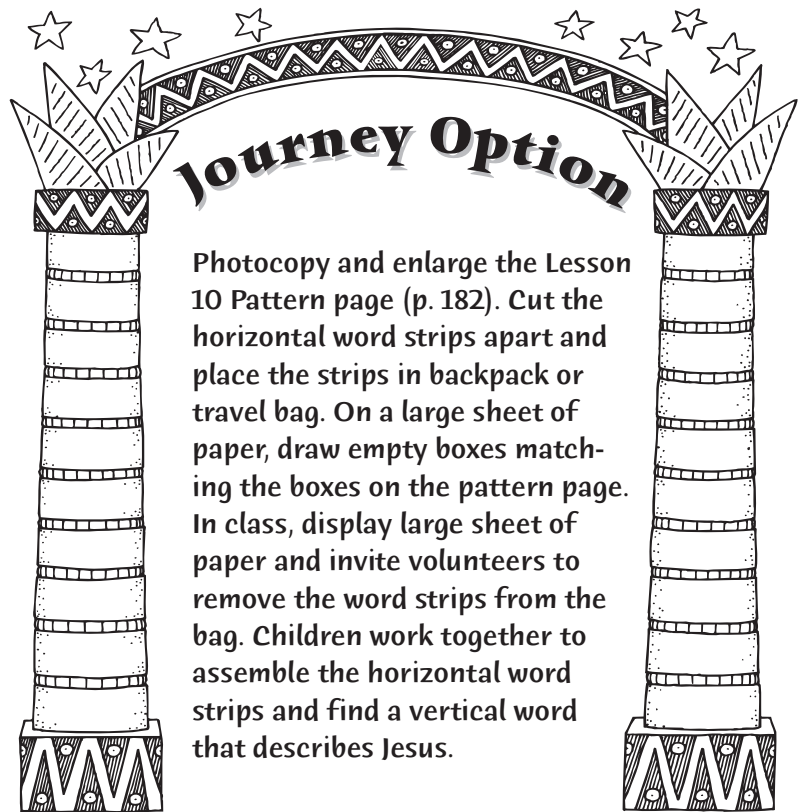 Journey Option
Photocopy and enlarge the Lesson
10 Pattern page (p. 182). Cut the
horizontal word strips apart and
place the strips in backpack or
travel bag. On a large sheet of
paper, draw empty boxes match-
ing the boxes on the pattern page.
In class, display large sheet of
paper and invite volunteers to
remove the word strips from the
bag. Children work together to
assemble the horizontal word
strips and find a vertical word
that describes Jesus.